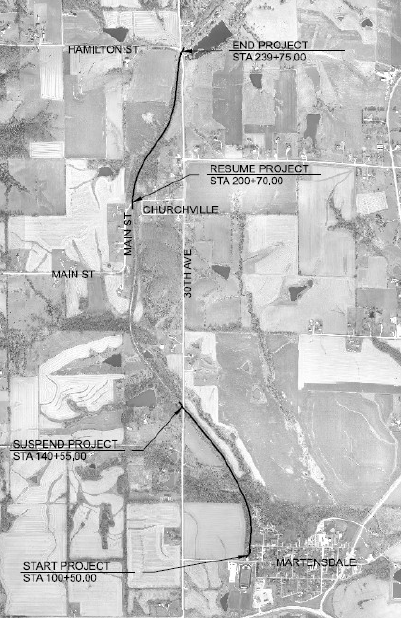 HAMILTON ST.
END PROJECT
STA 239+75.00
RESUME PROJECT
STA 200+70.00
CHURCHVILLE
MAIN ST
MAIN ST
30TH AVE
SUSPEND PROJECT
STA 140+55.00
START PROJECT
STA 100+50.00
MARTENSDALE